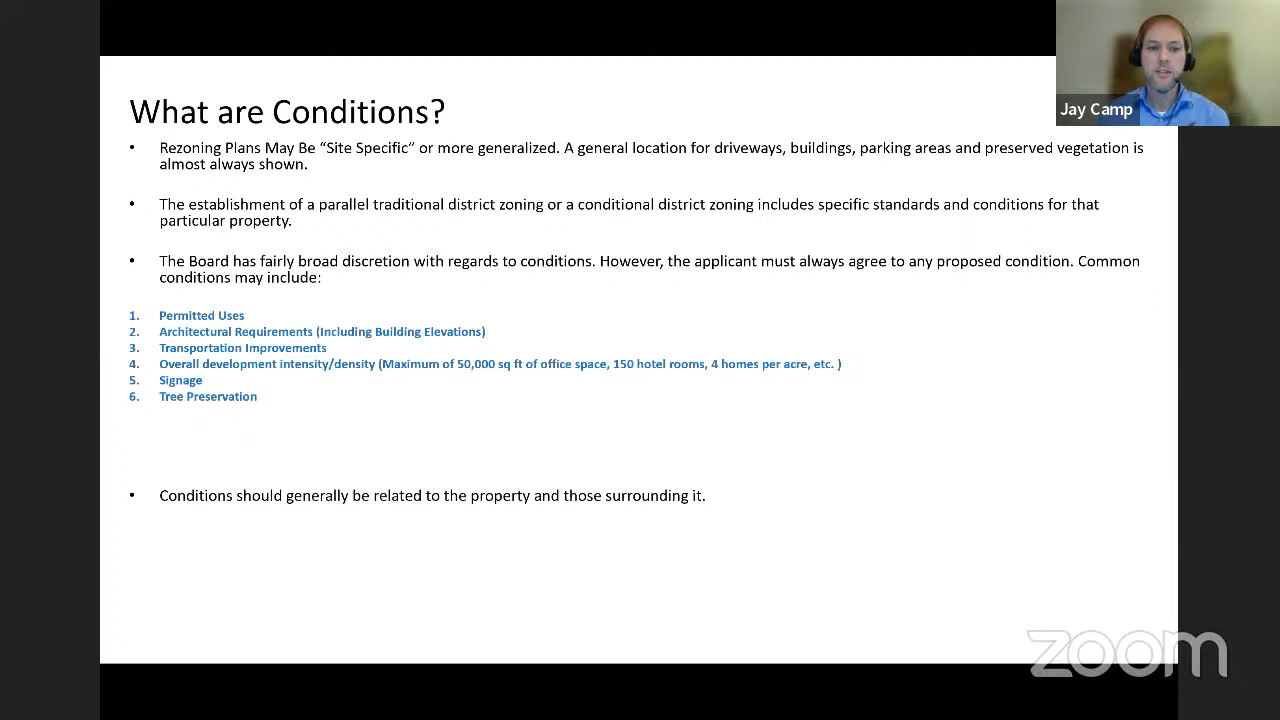 Jay Camp
What are Conditions?
• Rezoning Plans May Be “Site Specific” or more generalized. A general location for driveways, buildings, parking areas and preserved vegetation is
almost always shown.
• The establishment of a parallel traditional district zoning or a conditional district zoning includes specific standards and conditions for that
particular property.
• The Board has fairly broad discretion with regards to conditions. However, the applicant must always agree to any proposed condition. Common
conditions may include:
1. Permitted Uses
2. Architectural Requirements (Including Building Elevations)
3. Transportation Improvements
4. Overall development intensity/density (Maximum of 50,000 sq ft of office space, 150 hotel rooms, 4 homes per acre, etc. )
5. Signage
6. Tree Preservation
• Conditions should generally be related to the property and those surrounding it.
zoom